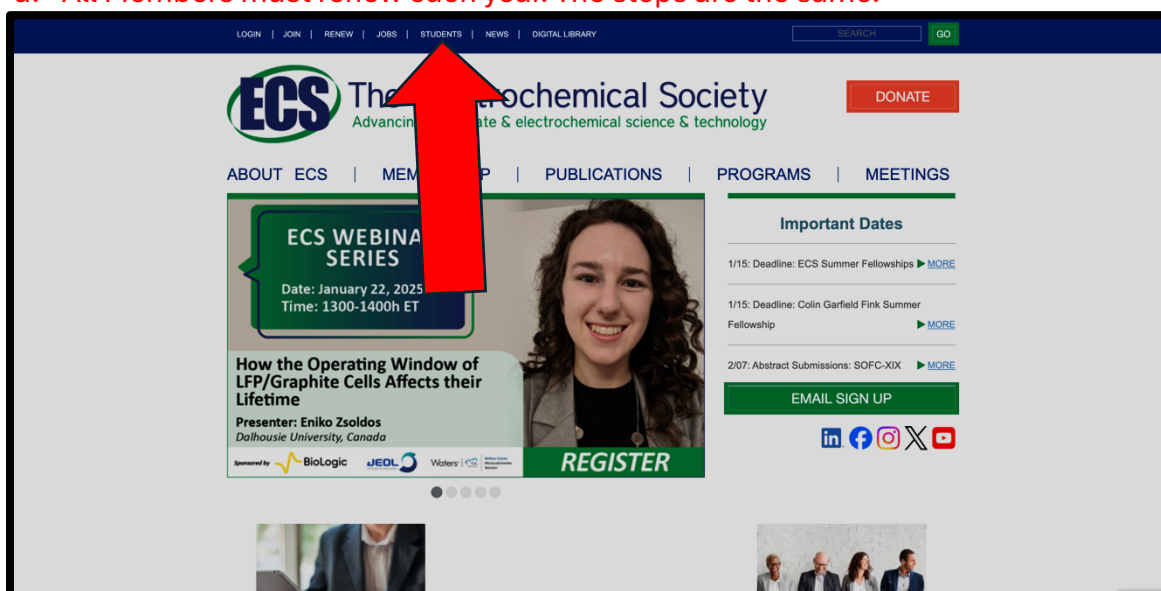 a. All Members must renew each year. The steps are the same.
LOGIN | JOIN | RENEW | JOBS | STUDENTS | NEWS | DIGITAL LIBRARY
SEARCH GO
ECS The ochemical Society
DONATE
Advancin te & electrochemical science & technology
ABOUT ECS | MEM P | PUBLICATIONS | PROGRAMS | MEETINGS
ECS WEBINA
SERIES
Date: January 22, 2025
Time: 1300-1400h ET
How the Operating Window of
LFP/Graphite Cells Affects their
Lifetime
Presenter: Eniko Zsoldos
Dalhousie University, Canada
Sponsored by BioLogic JEOL Waters
REGISTER
Important Dates
1/15: Deadline: ECS Summer Fellowships MORE
1/15: Deadline: Colin Garfield Fink Summer
Fellowship MORE
2/07: Abstract Submissions: SOFC-XIX MORE
EMAIL SIGN UP